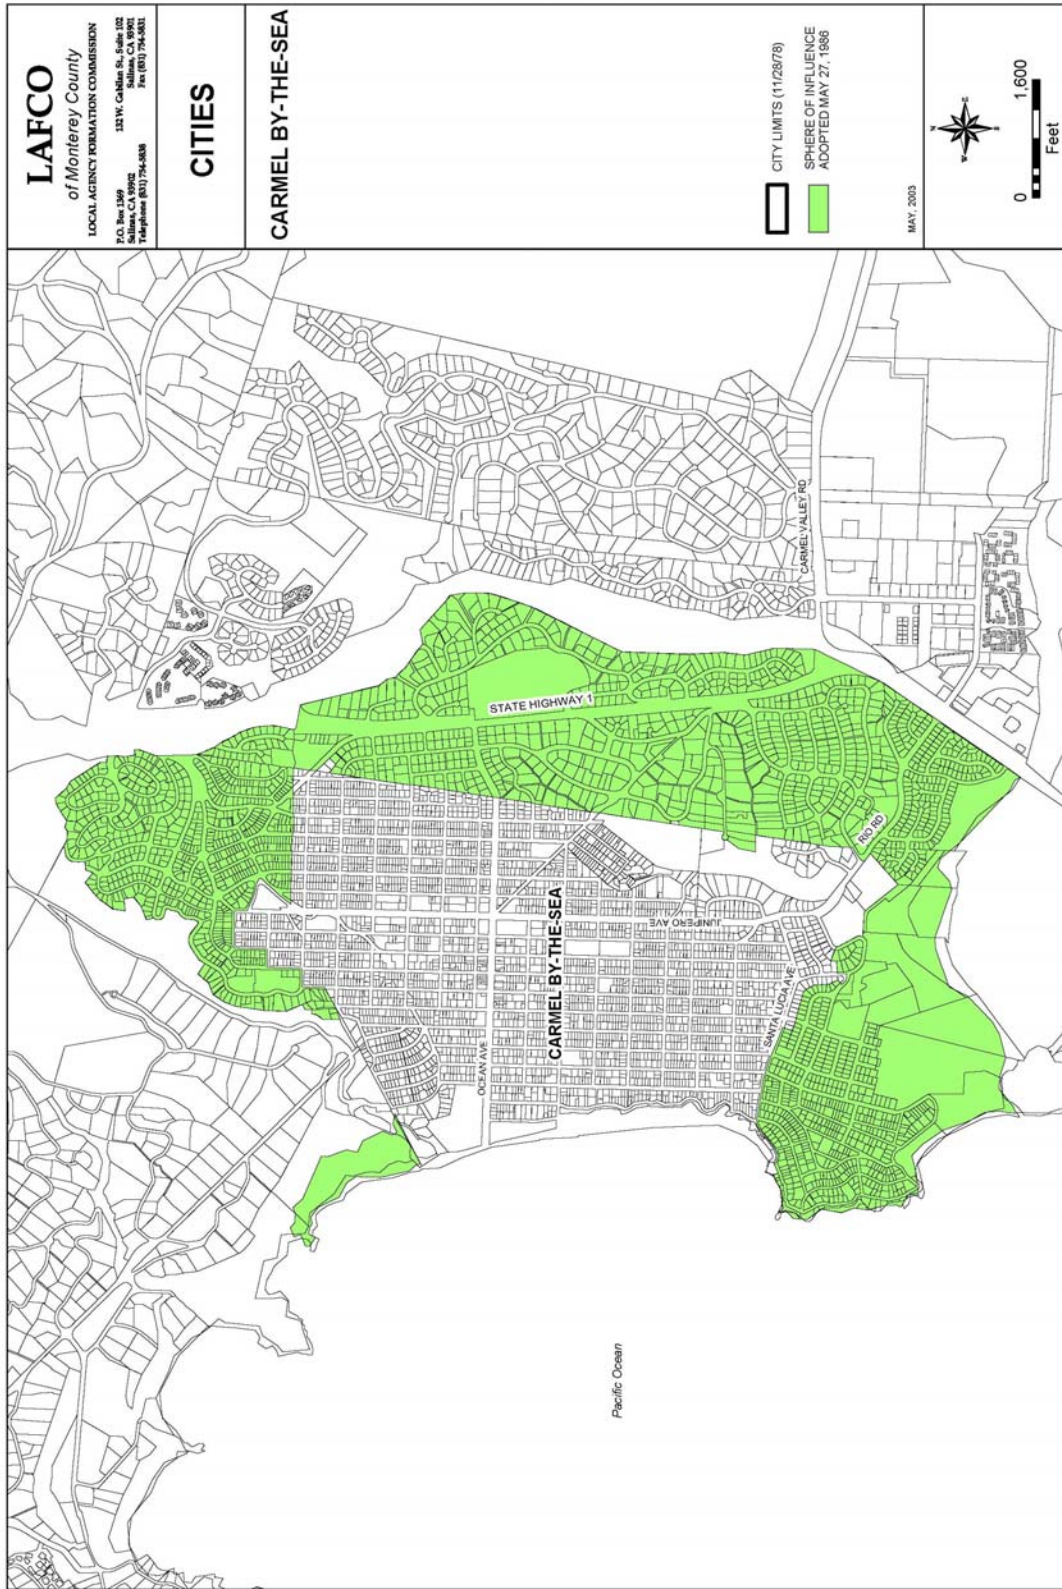 LAFCO
of Monterey County
LOCAL AGENCY FORMATION COMMISSION
P.O. Box 1369
Salinas, CA 93902
Telephone (831) 754-5838
132 W. Gabilan St., Suite 102
Salinas, CA 93901
Fax (831) 754-5831
CITIES
CARMEL BY-THE-SEA
CITY LIMITS (11/28/78)
SPHERE OF INFLUENCE
ADOPTED MAY 27, 1986
MAY, 2003
N
E
S
W
0
1,600
Feet
STATE HIGHWAY 1
CARMEL VALLEY RD
RIO RD
JUNIPERO AVE
CARMEL BY-THE-SEA
OCEAN AVE
SANTA LUCIA AVE
Pacific Ocean